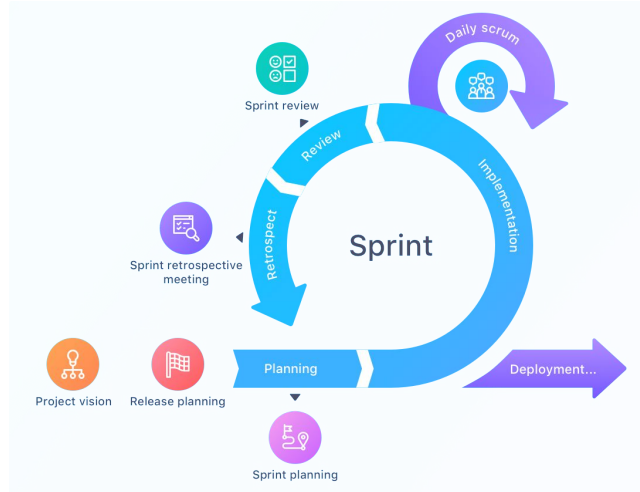 Daily scrum
Sprint review
Review
Implementation
Retrospect
Sprint
Sprint retrospective
meeting
Planning
Deployment...
Project vision
Release planning
Sprint planning